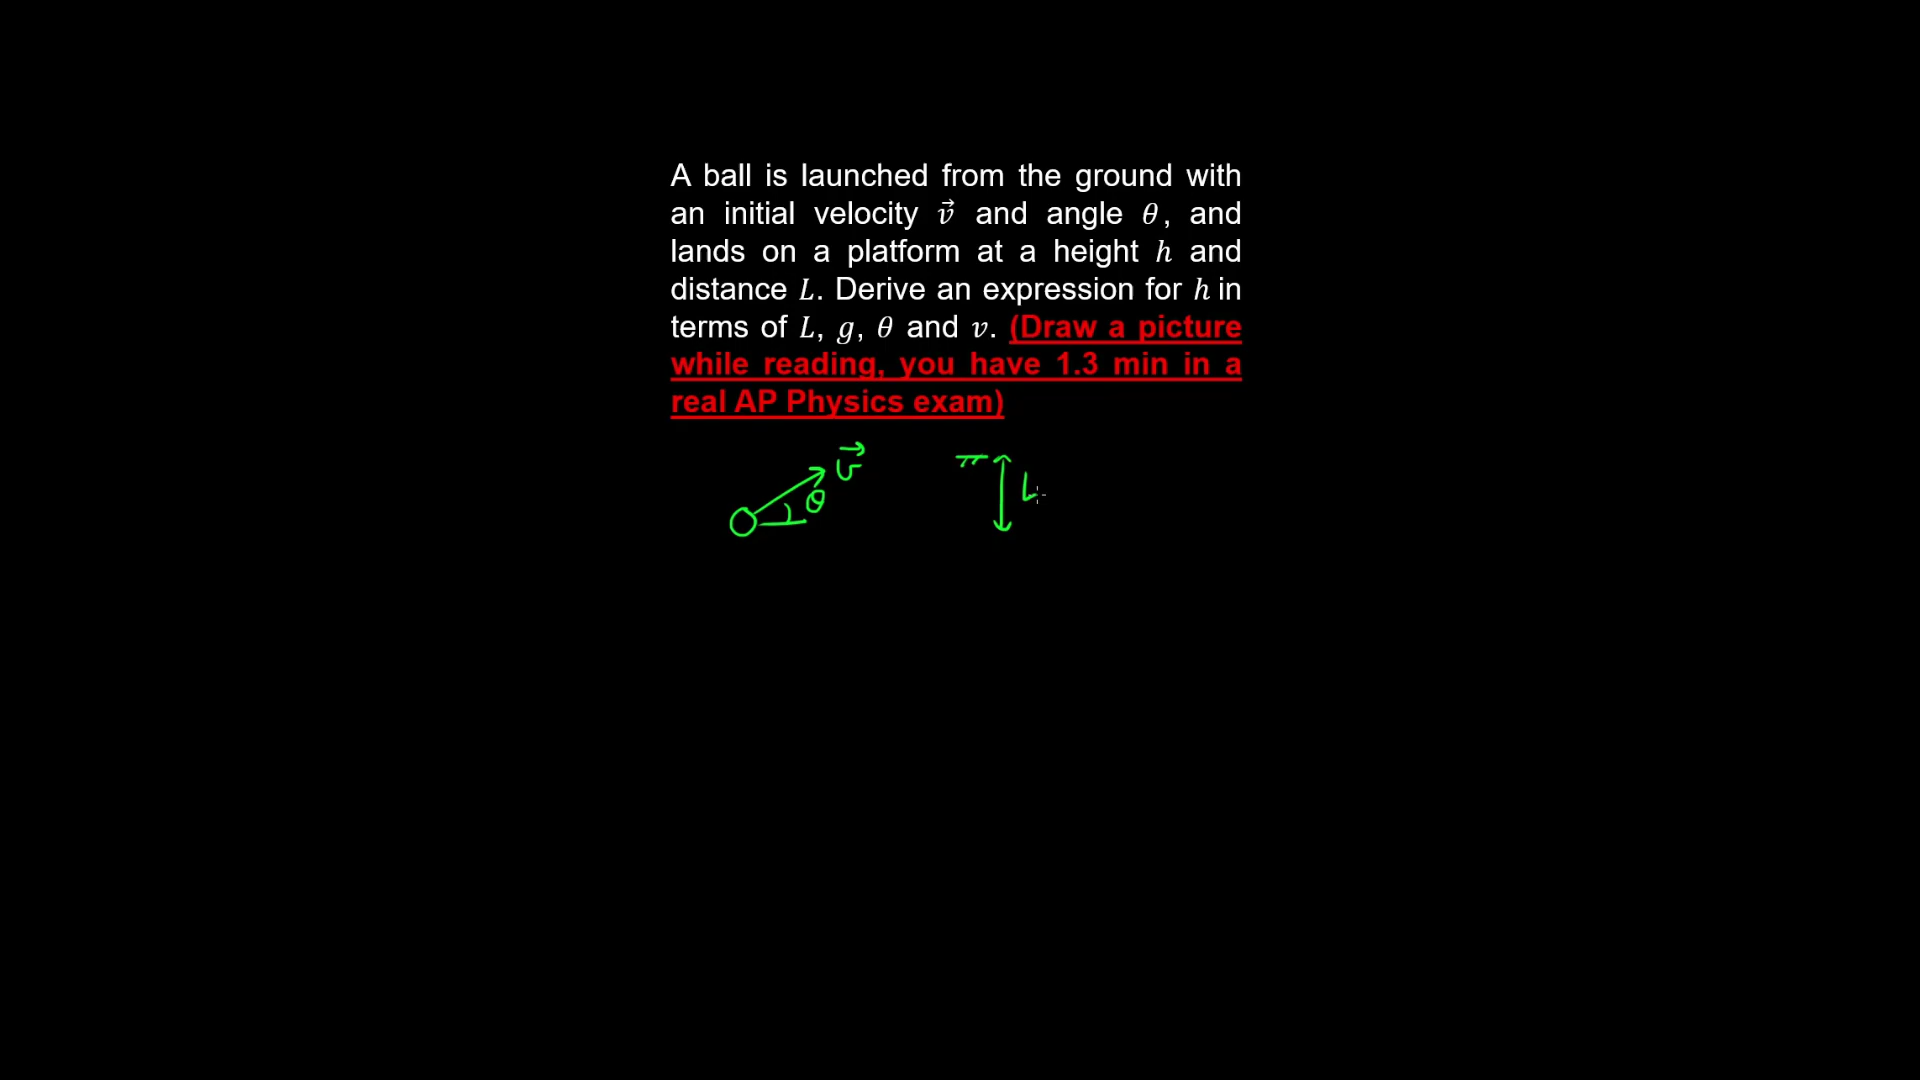 A ball is launched from the ground with
an initial velocity v⃗ and angle θ, and
lands on a platform at a height h and
distance L. Derive an expression for h in
terms of L, g, θ and v. (Draw a picture
while reading, you have 1.3 min in a
real AP Physics exam)
v⃗
θ